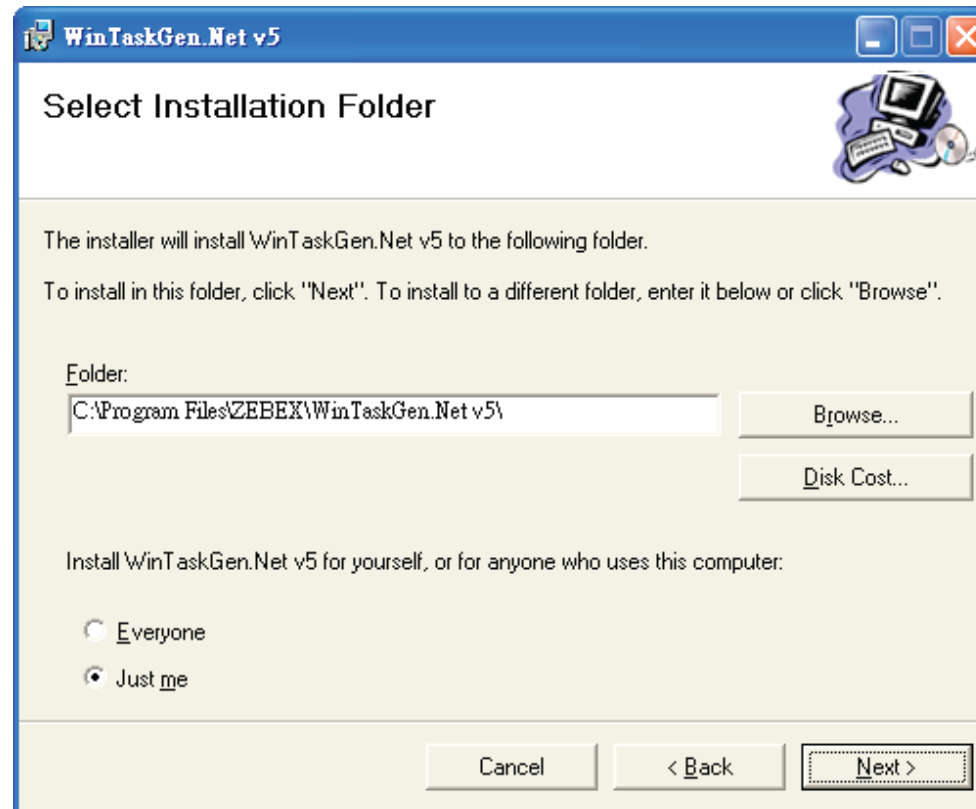 WinTaskGen.Net v5
Select Installation Folder
The installer will install WinTaskGen.Net v5 to the following folder.
To install in this folder, click "Next". To install to a different folder, enter it below or click "Browse".
Folder:
C:\Program Files\ZEBEX\WinTaskGen.Net v5\
Browse...
Disk Cost...
Install WinTaskGen.Net v5 for yourself, or for anyone who uses this computer:
Everyone
Just me
Cancel
< Back
Next >